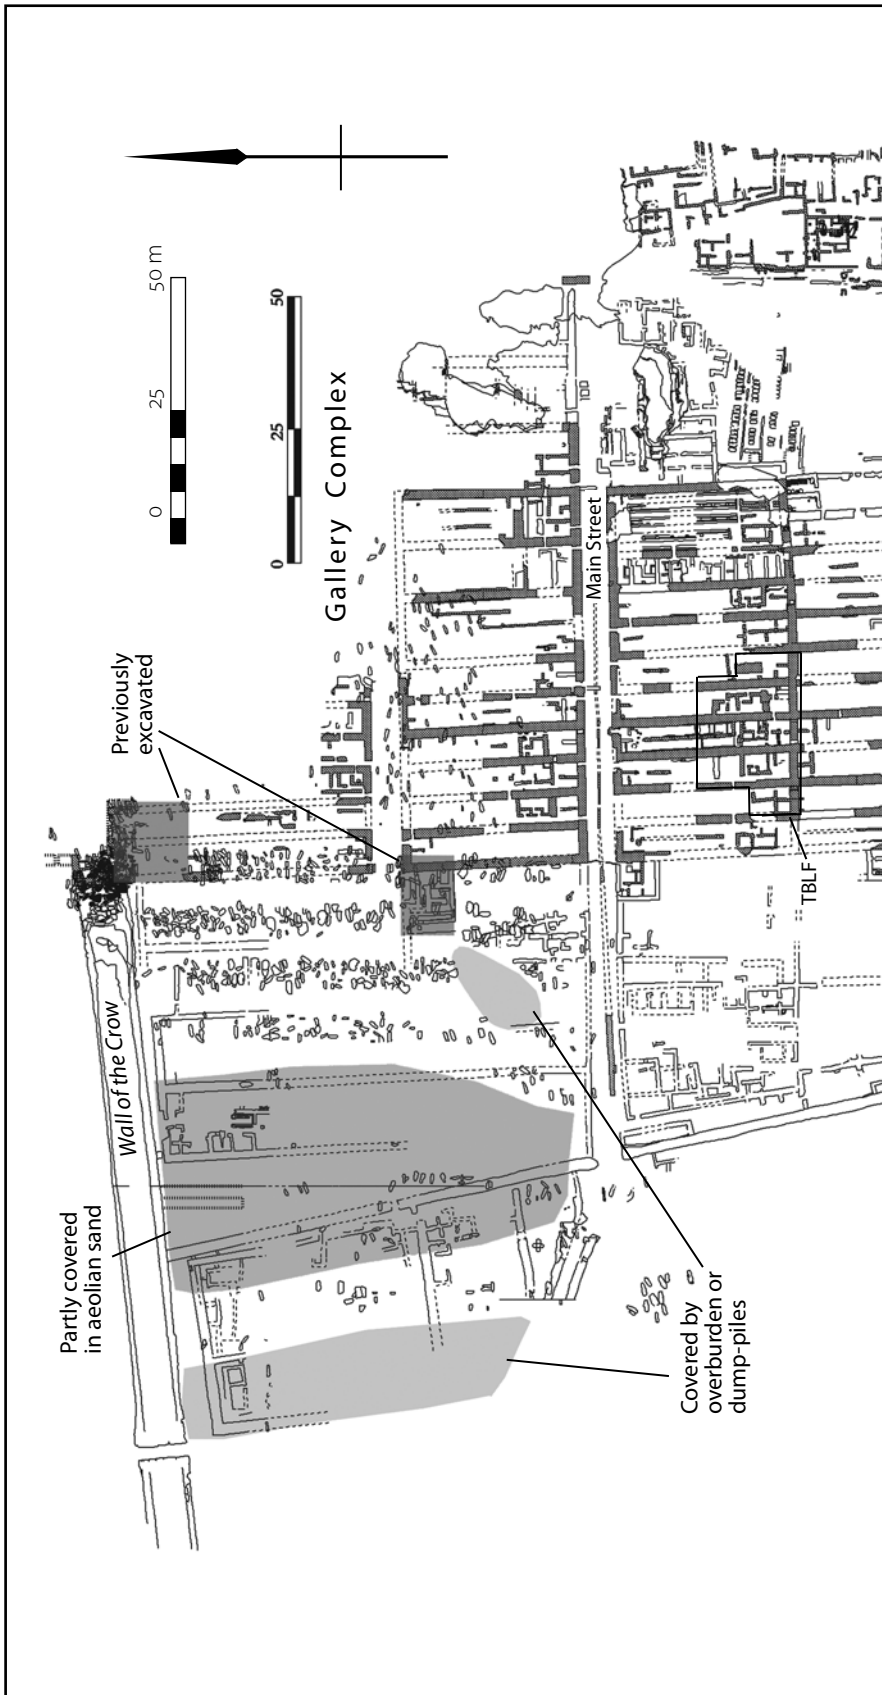 Partly covered
in aeolian sand
Wall of the Crow
Previously
excavated
0 25 50 m
0 25 50
Gallery Complex
Main Street
TBLF
Covered by
overburden or
dump-piles